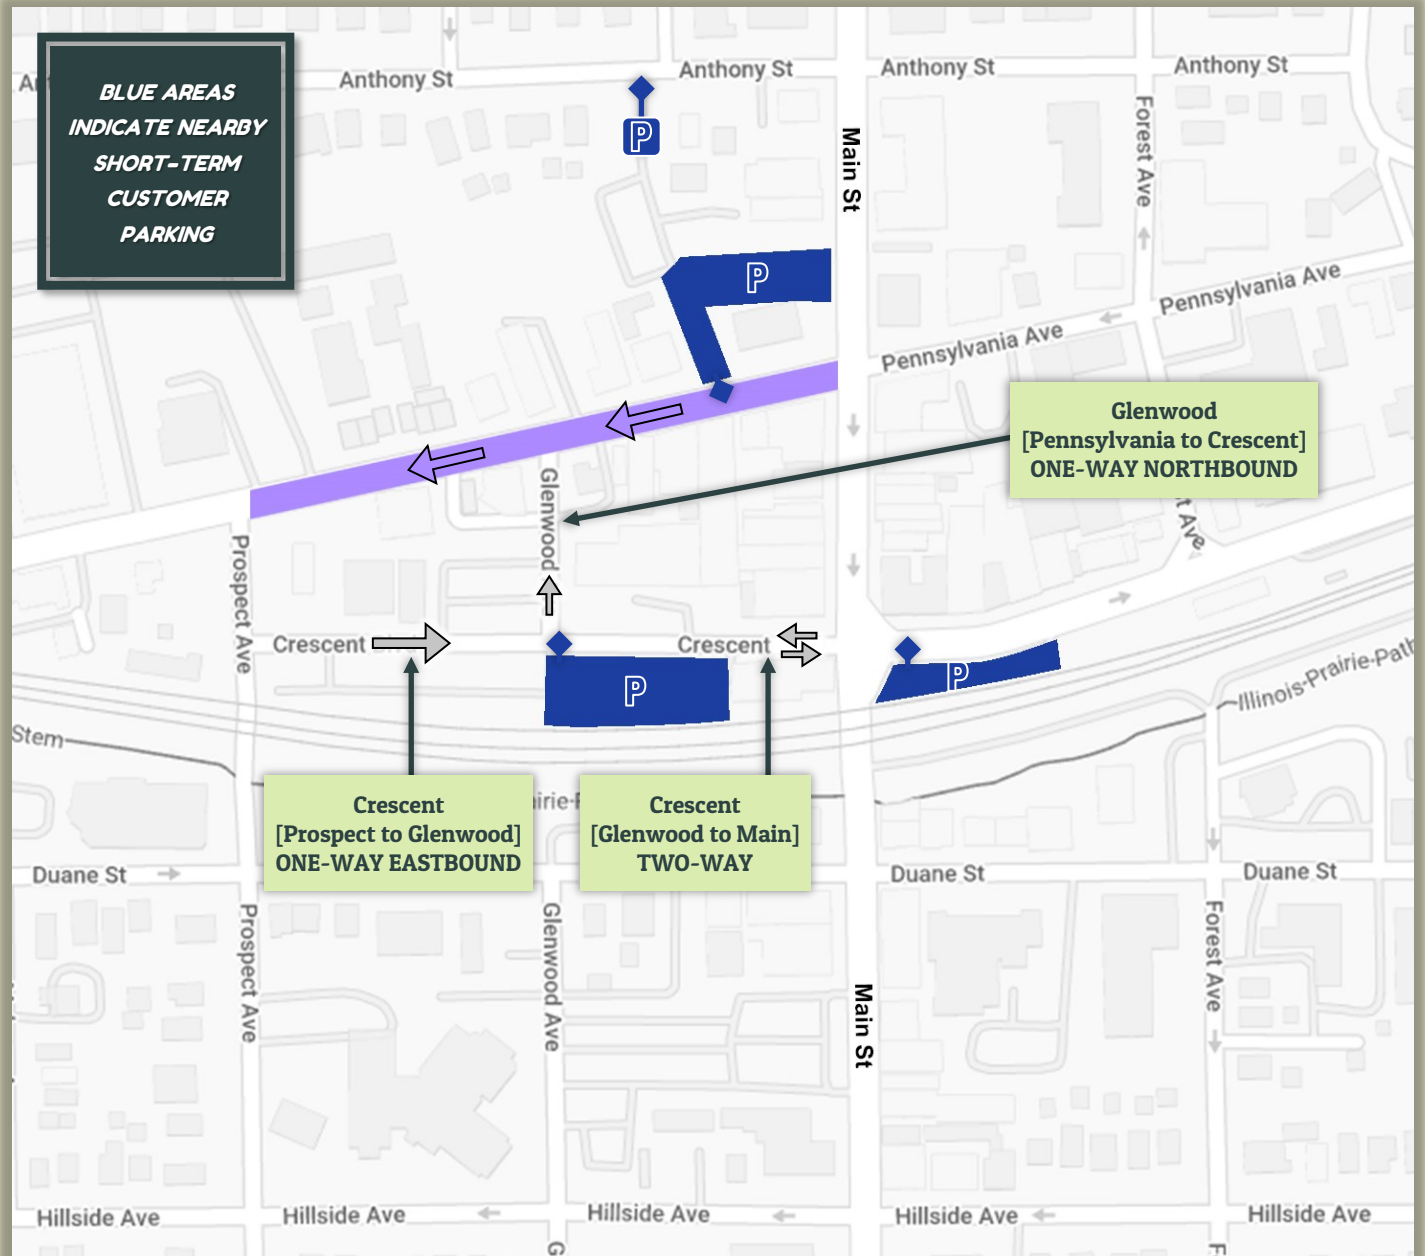 BLUE AREAS
INDICATE NEARBY
SHORT-TERM
CUSTOMER
PARKING
Anthony St
Anthony St
Anthony St
Anthony St
P
Main St
Forest Ave
P
Pennsylvania Ave
Pennsylvania Ave
Glenwood
[Pennsylvania to Crescent]
ONE-WAY NORTHBOUND
Glenwood
t Ave
Prospect Ave
Crescent
Crescent
P
P
Illinois-Prairie-Path
Stem
Crescent
[Prospect to Glenwood]
ONE-WAY EASTBOUND
airie-P
Crescent
[Glenwood to Main]
TWO-WAY
Duane St
Duane St
Duane St
Prospect Ave
Glenwood Ave
Forest Ave
Main St
Hillside Ave
Hillside Ave
Hillside Ave
Hillside Ave
Hillside Ave
G
F